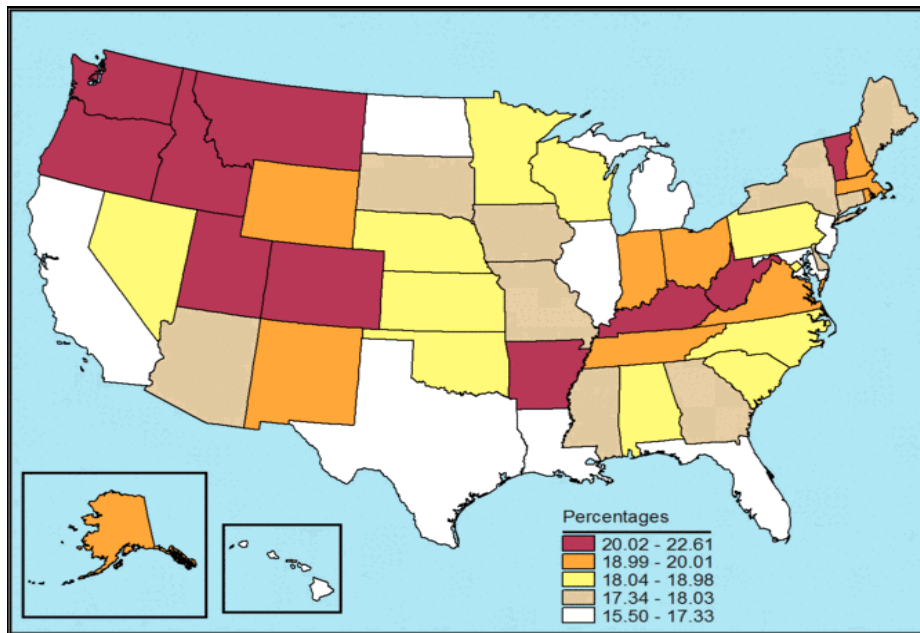 Percentages
20.02 - 22.61
18.99 - 20.01
18.04 - 18.98
17.34 - 18.03
15.50 - 17.33